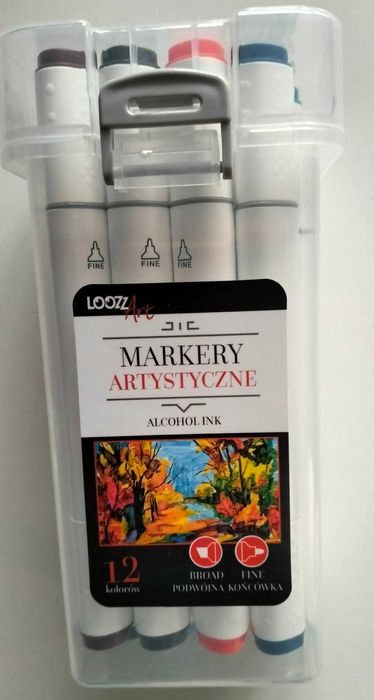 FINE
FINE
FINE
LOOZZ Art
MARKERY
ARTYSTYCZNE
ALCOHOL INK
12
kolorów
BROAD FINE
PODWÓJNA KOŃCÓWKA